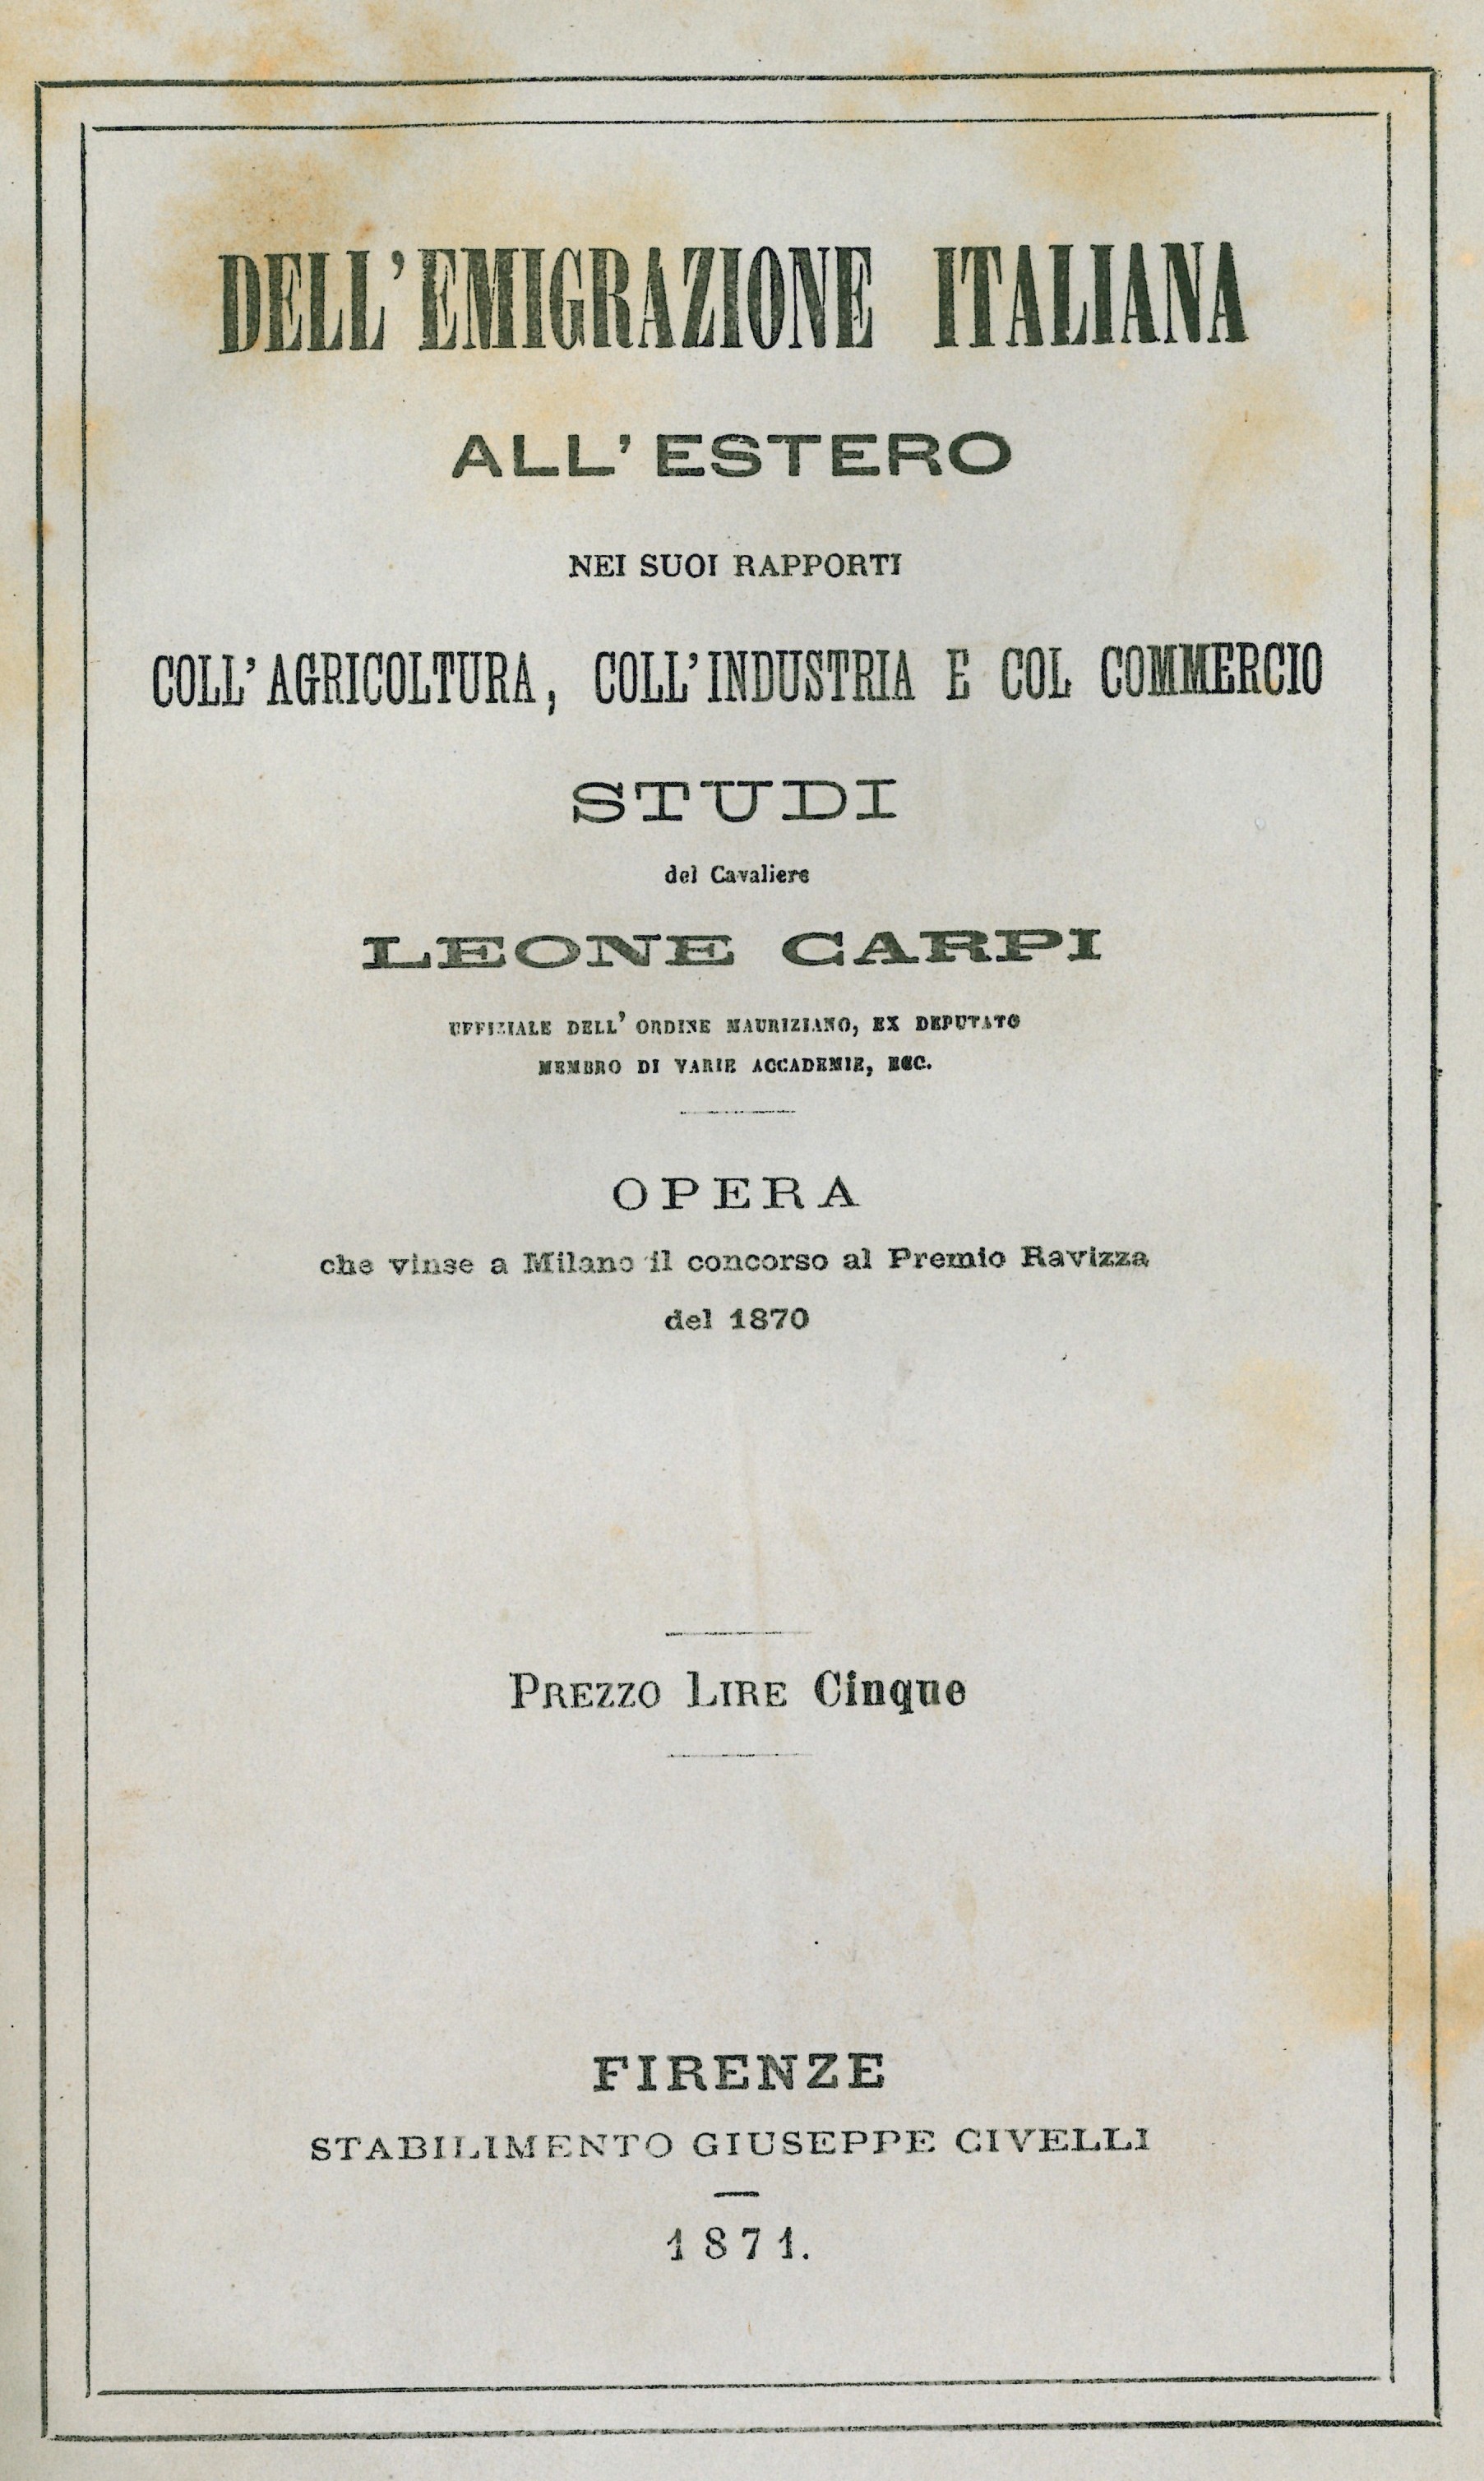 DELL'EMIGRAZIONE ITALIANA
ALL'ESTERO
NEI SUOI RAPPORTI
COLL'AGRICOLTURA, COLL'INDUSTRIA E COL COMMERCIO
STUDI
del Cavaliere
LEONE CARPI
UFFIZIALE DELL'ORDINE MAURIZIANO, EX DEPUTATO
MEMBRO DI VARIE ACCADEMIE, ECC.
OPERA
che vinse a Milano il concorso al Premio Ravizza
del 1870
PREZZO LIRE Cinque
FIRENZE
STABILIMENTO GIUSEPPE CIVELLI
1871.